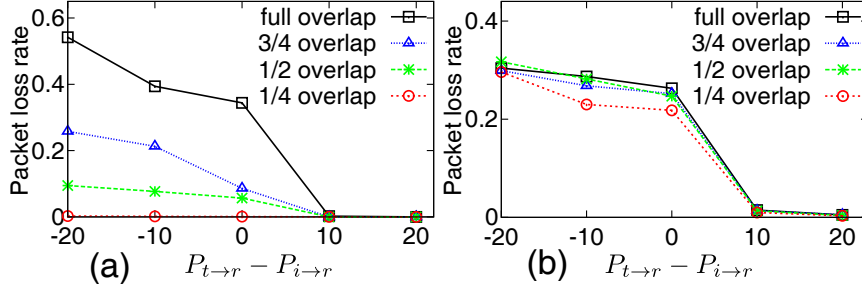 full overlap
3/4 overlap
1/2 overlap
1/4 overlap
Packet loss rate
0.6
0.4
0.2
0
-20
-10
0
10
20
(a)
P_{t→r} − P_{i→r}
full overlap
3/4 overlap
1/2 overlap
1/4 overlap
Packet loss rate
0.4
0.2
0
-20
-10
0
10
20
(b)
P_{t→r} − P_{i→r}